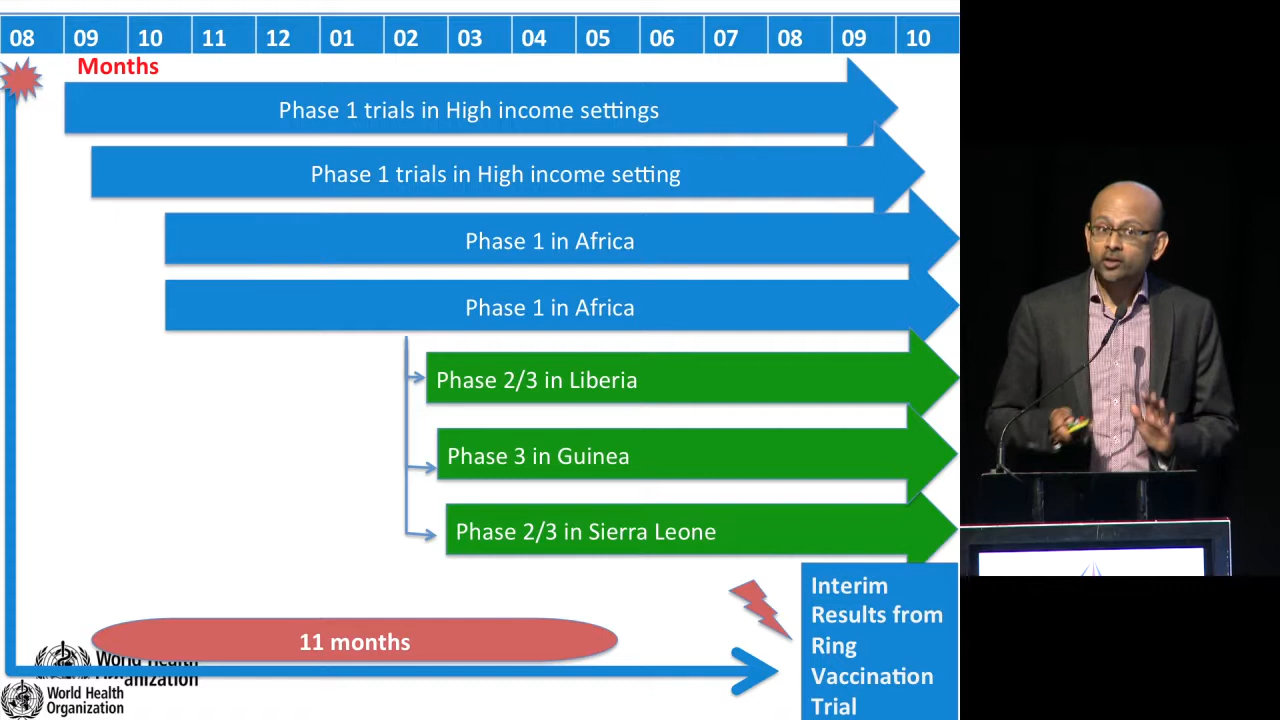 08 09 10 11 12 01 02 03 04 05 06 07 08 09 10
Months
Phase 1 trials in High income settings
Phase 1 trials in High income setting
Phase 1 in Africa
Phase 1 in Africa
Phase 2/3 in Liberia
Phase 3 in Guinea
Phase 2/3 in Sierra Leone
Interim
Results from
Ring
Vaccination
Trial
11 months
World Health
Organization
World Health
Organization